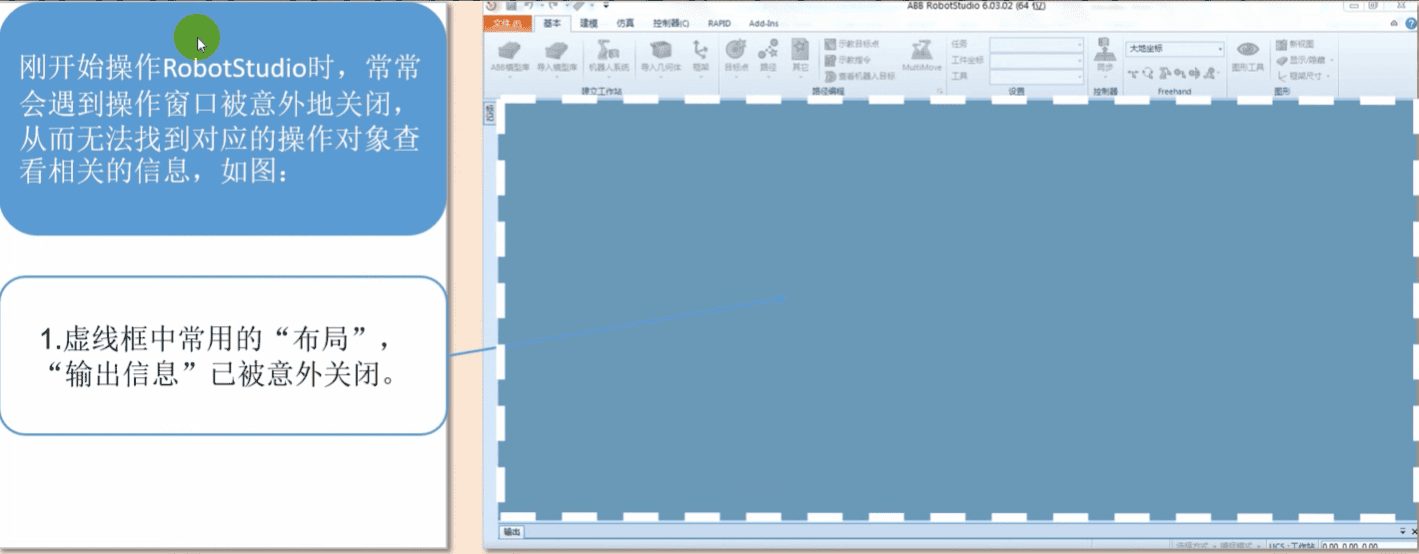 刚开始操作RobotStudio时，常常
会遇到操作窗口被意外地关闭，
从而无法找到对应的操作对象查
看相关的信息，如图：
1.虚线框中常用的“布局”，
“输出信息”已被意外关闭。
ABB RobotStudio 6.03.02 (64 位)
文件(F) 基本 建模 仿真 控制器(C) RAPID Add-Ins
ABB模型库 导入模型库 机器人系统 导入几何体 框架
建立工作站
目标点 路径 其它
示教目标点
示教指令
查看机器人目标
MultiMove
路径编程
任务
工件坐标
工具
设置
同步
控制器
大地坐标
Freehand
图形工具
新视图
显示/隐藏
框架尺寸
图形
输出
选择方式 捕捉模式 UCS : 工作站 0.00 0.00 0.00